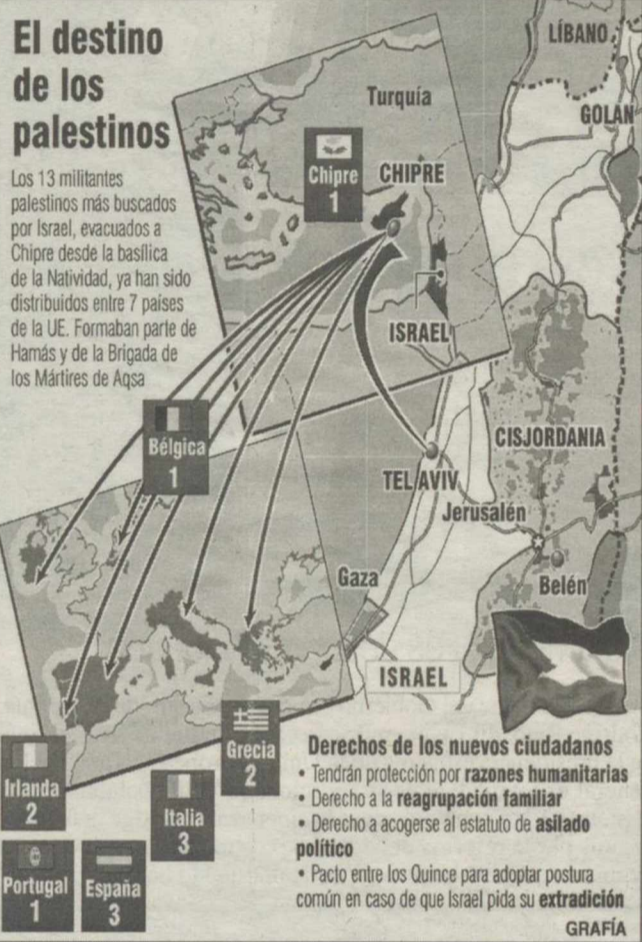 El destino
de los
palestinos
Los 13 militantes
palestinos más buscados
por Israel, evacuados a
Chipre desde la basílica
de la Natividad, ya han sido
distribuidos entre 7 países
de la UE. Formaban parte de
Hamás y de la Brigada de
los Mártires de Aqsa
LÍBANO
GOLÁN
Turquía
Chipre
1
CHIPRE
ISRAEL
Bélgica
1
CISJORDANIA
TEL AVIV
Jerusalén
Gaza
Belén
ISRAEL
Grecia
2
Irlanda
2
Italia
3
Portugal
1
España
3
Derechos de los nuevos ciudadanos
• Tendrán protección por razones humanitarias
• Derecho a la reagrupación familiar
• Derecho a acogerse al estatuto de asilado
político
• Pacto entre los Quince para adoptar postura
común en caso de que Israel pida su extradición
GRAFÍA